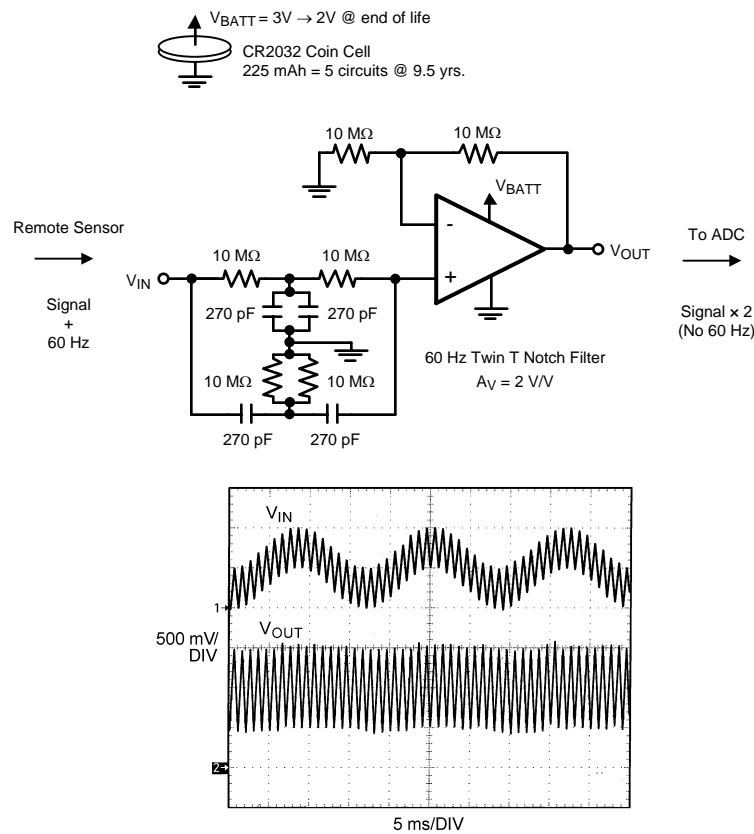 VBATT = 3V → 2V @ end of life
CR2032 Coin Cell
225 mAh = 5 circuits @ 9.5 yrs.
10 MΩ
10 MΩ
VBATT
-
+
VOUT
Remote Sensor
Signal
+
60 Hz
VIN
10 MΩ
10 MΩ
270 pF
270 pF
10 MΩ
10 MΩ
270 pF
270 pF
To ADC
Signal × 2
(No 60 Hz)
60 Hz Twin T Notch Filter
AV = 2 V/V
VIN
1
500 mV/
DIV
VOUT
2
5 ms/DIV